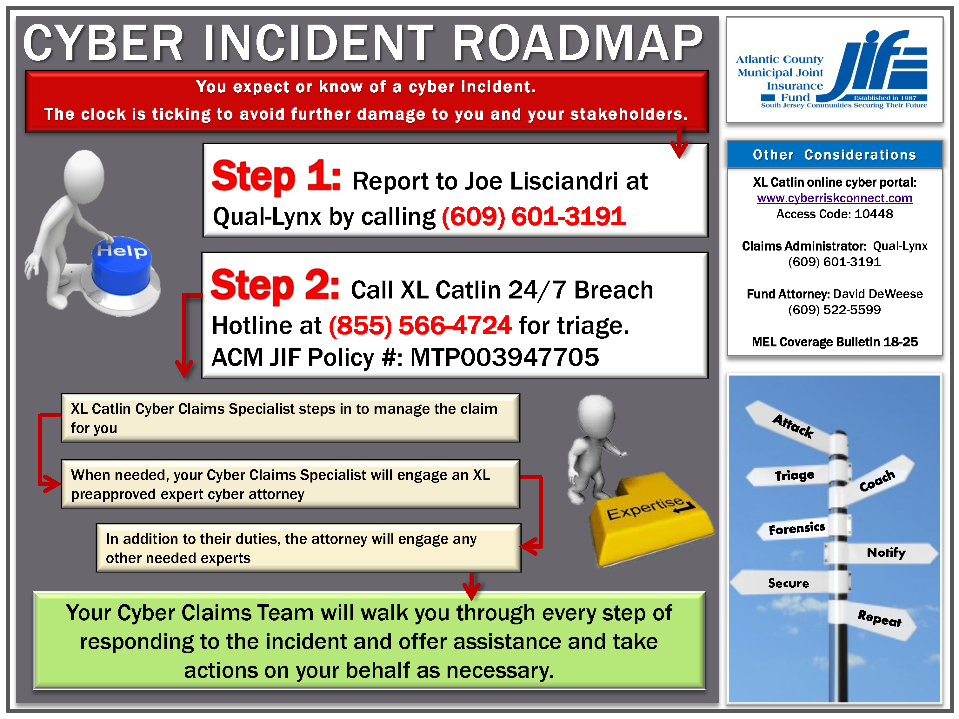 CYBER INCIDENT ROADMAP
You expect or know of a cyber incident.
The clock is ticking to avoid further damage to you and your stakeholders.
Step 1: Report to Joe Lisciandri at
Qual-Lynx by calling (609) 601-3191
Help
Step 2: Call XL Catlin 24/7 Breach
Hotline at (855) 566-4724 for triage.
ACM JIF Policy #: MTP003947705
XL Catlin Cyber Claims Specialist steps in to manage the claim
for you
When needed, your Cyber Claims Specialist will engage an XL
preapproved expert cyber attorney
In addition to their duties, the attorney will engage any
other needed experts
Expertise
Your Cyber Claims Team will walk you through every step of
responding to the incident and offer assistance and take
actions on your behalf as necessary.
Atlantic County
Municipal Joint
Insurance
Fund
JIF
Established in 1987
South Jersey Communities Securing Their Future
Other Considerations
XL Catlin online cyber portal:
www.cyberriskconnect.com
Access Code: 10448
Claims Administrator: Qual-Lynx
(609) 601-3191
Fund Attorney: David DeWeese
(609) 522-5599
MEL Coverage Bulletin 18-25
Attack
Triage
Coach
Forensics
Notify
Secure
Repeat